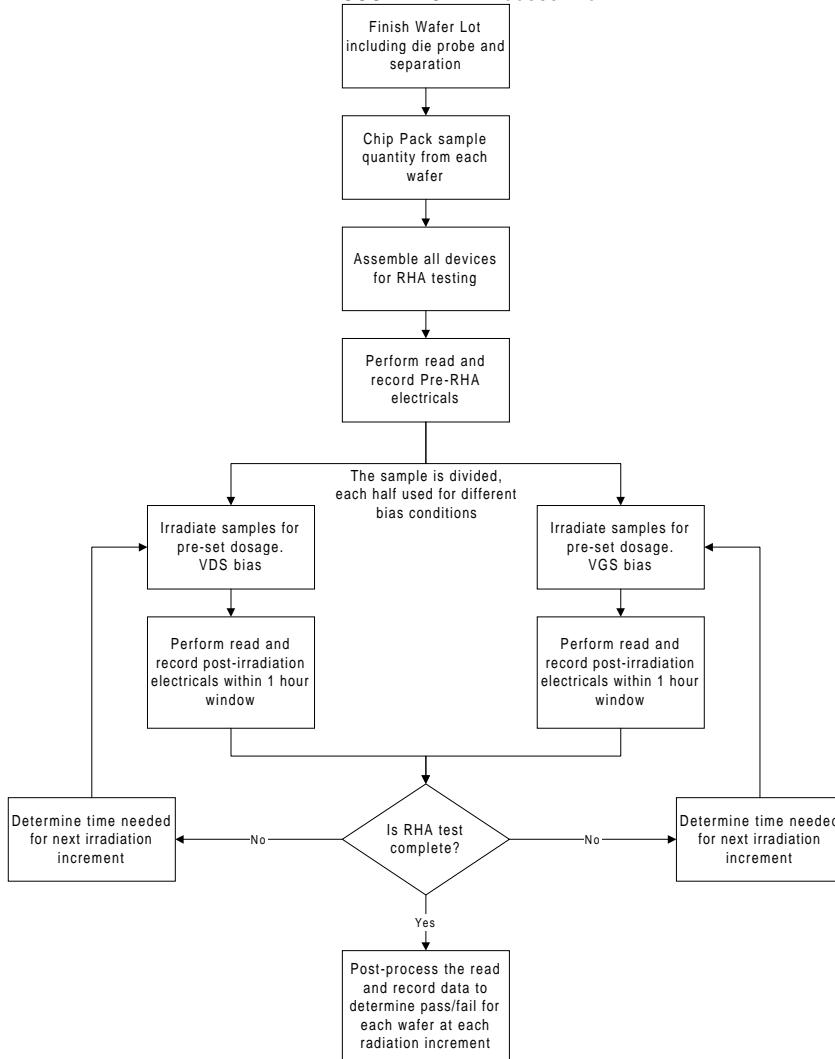 Finish Wafer Lot
including die probe and
separation
Chip Pack sample
quantity from each
wafer
Assemble all devices
for RHA testing
Perform read and
record Pre-RHA
electricals
The sample is divided,
each half used for different
bias conditions
Irradiate samples for
pre-set dosage.
VDS bias
Irradiate samples for
pre-set dosage.
VGS bias
Perform read and
record post-irradiation
electricals within 1 hour
window
Perform read and
record post-irradiation
electricals within 1 hour
window
Determine time needed
for next irradiation
increment
No
Is RHA test
complete?
No
Determine time needed
for next irradiation
increment
Yes
Post-process the read
and record data to
determine pass/fail for
each wafer at each
radiation increment